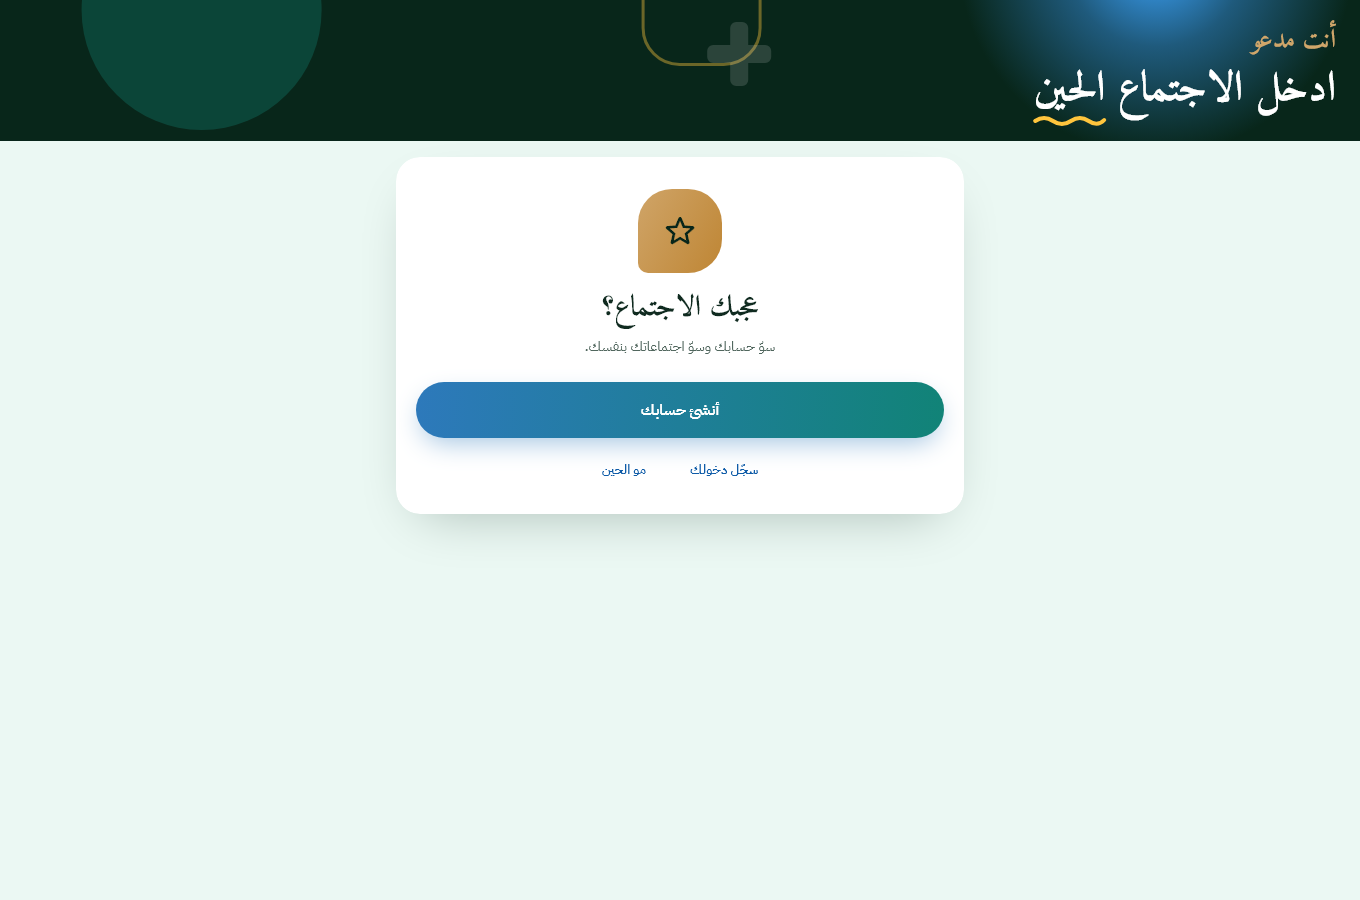 أنت مدعو
ادخل الاجتماع الحين
عجبك الاجتماع؟
سوّ حسابك وسوّ اجتماعاتك بنفسك.
أنشئ حسابك
سجّل دخولك
مو الحين